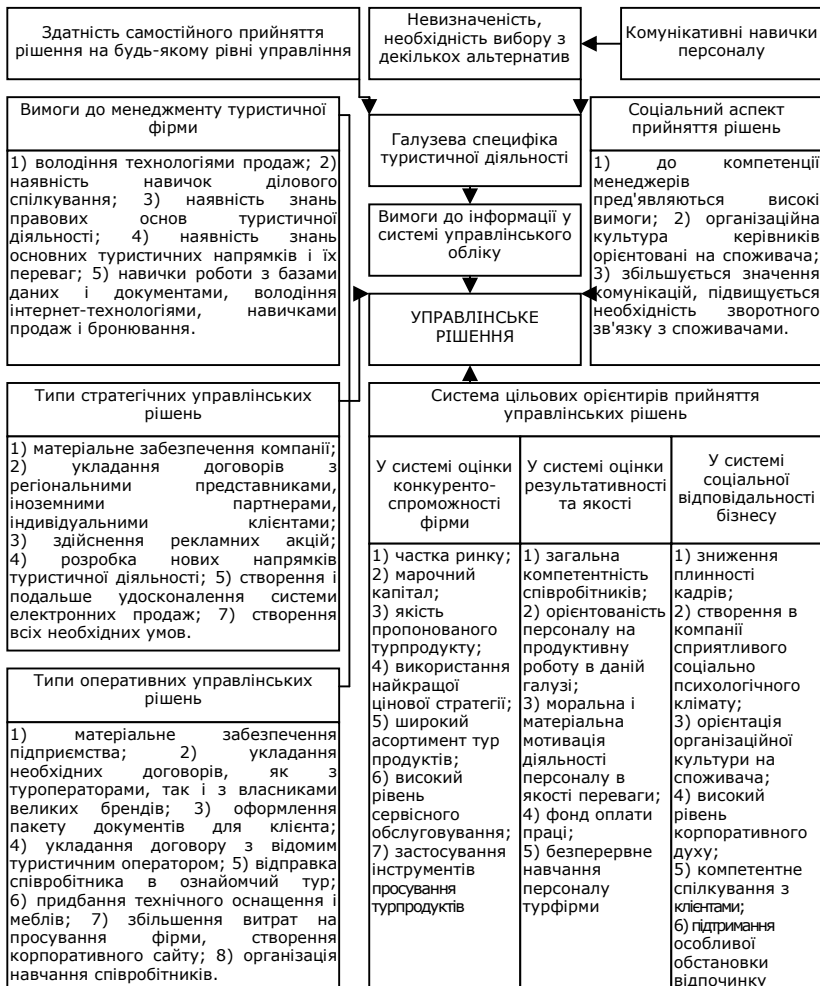 Здатність самостійного прийняття
рішення на будь-якому рівні управління
Невизначеність,
необхідність вибору з
декількох альтернатив
Комунікативні навички
персоналу
Вимоги до менеджменту туристичної
фірми
1) володіння технологіями продаж; 2)
наявність навичок ділового
спілкування; 3) наявність знань
правових основ туристичної
діяльності; 4) наявність знань
основних туристичних напрямків і їх
переваг; 5) навички роботи з базами
даних і документами, володіння
інтернет-технологіями, навичками
продаж і бронювання.
Галузева специфіка
туристичної діяльності
Вимоги до інформації у
системі управлінського
обліку
УПРАВЛІНСЬКЕ
РІШЕННЯ
Соціальний аспект
прийняття рішень
1) до компетенції
менеджерів
пред'являються високі
вимоги; 2) організаційна
культура керівників
орієнтовані на споживача;
3) збільшується значення
комунікацій, підвищується
необхідність зворотного
зв'язку з споживачами.
Типи стратегічних управлінських
рішень
1) матеріальне забезпечення компанії;
2) укладання договорів з
регіональними представниками,
іноземними партнерами,
індивідуальними клієнтами;
3) здійснення рекламних акцій;
4) розробка нових напрямків
туристичної діяльності; 5) створення і
подальше удосконалення системи
електронних продаж; 7) створення
всіх необхідних умов.
Типи оперативних управлінських
рішень
1) матеріальне забезпечення
підприємства; 2) укладання
необхідних договорів, як з
туроператорами, так і з власниками
великих брендів; 3) оформлення
пакету документів для клієнта;
4) укладання договору з відомим
туристичним оператором; 5) відправка
співробітника в ознайомчий тур;
6) придбання технічного оснащення і
меблів; 7) збільшення витрат на
просування фірми, створення
корпоративного сайту; 8) організація
навчання співробітників.
Система цільових орієнтирів прийняття
управлінських рішень
У системі оцінки
конкуренто-
спроможності
фірми
1) частка ринку;
2) марочний
капітал;
3) якість
пропонованого
турпродукту;
4) використання
найкращої
цінової стратегії;
5) широкий
асортимент тур
продуктів;
6) високий
рівень
сервісного
обслуговування;
7) застосування
інструментів
просування
турпродуктів
У системі оцінки
результативності
та якості
1) загальна
компетентність
співробітників;
2) орієнтованість
персоналу на
продуктивну
роботу в даній
галузі;
3) моральна і
матеріальна
мотивація
діяльності
персоналу в
якості переваги;
4) фонд оплати
праці;
5) безперервне
навчання
персоналу
турфірми
У системі
соціальної
відповідальності
бізнесу
1) зниження
плинності
кадрів;
2) створення в
компанії
сприятливого
соціально
психологічного
клімату;
3) орієнтація
організаційної
культури на
споживача;
4) високий
рівень
корпоративного
духу;
5) компетентне
спілкування з
клієнтами;
6) підтримання
особливої
обстановки
відпочинку